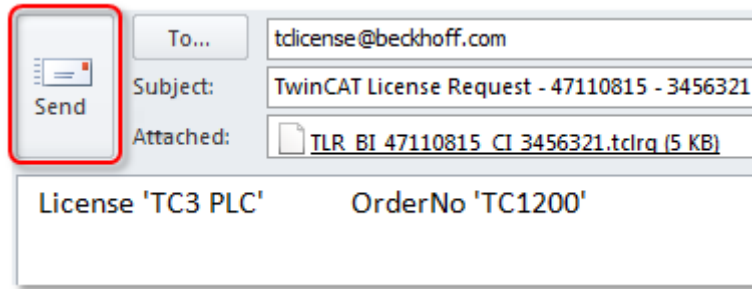 To...
tclicense@beckhoff.com
Send
Subject:
TwinCAT License Request - 47110815 - 3456321
Attached:
TLR_BI_47110815_CI_3456321.tclrq (5 KB)
License 'TC3 PLC' OrderNo 'TC1200'